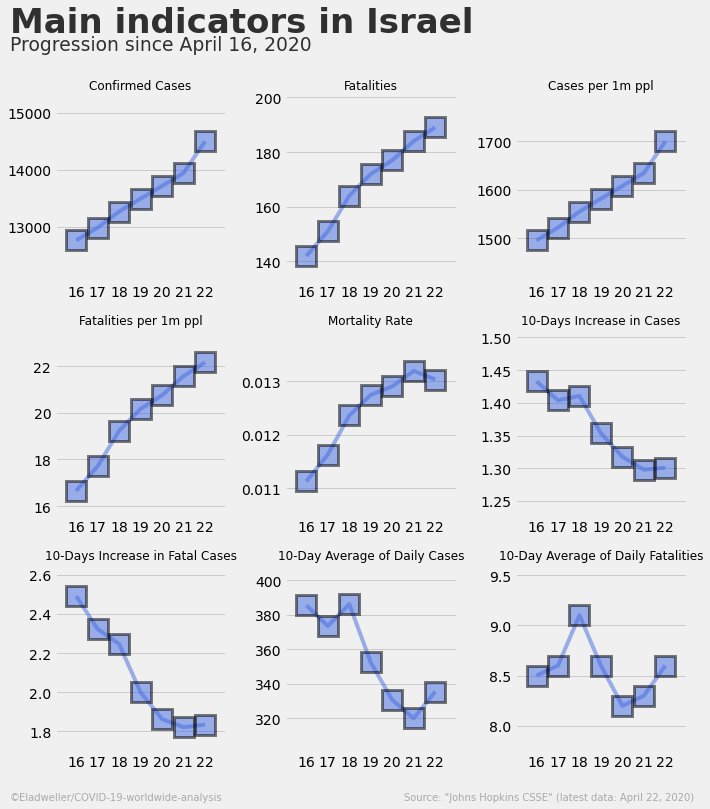 Main indicators in Israel
Progression since April 16, 2020
Confirmed Cases
15000
14000
13000
16 17 18 19 20 21 22
Fatalities
200
180
160
140
16 17 18 19 20 21 22
Cases per 1m ppl
1700
1600
1500
16 17 18 19 20 21 22
Fatalities per 1m ppl
22
20
18
16
16 17 18 19 20 21 22
Mortality Rate
0.013
0.012
0.011
16 17 18 19 20 21 22
10-Days Increase in Cases
1.50
1.45
1.40
1.35
1.30
1.25
16 17 18 19 20 21 22
10-Days Increase in Fatal Cases
2.6
2.4
2.2
2.0
1.8
16 17 18 19 20 21 22
10-Day Average of Daily Cases
400
380
360
340
320
16 17 18 19 20 21 22
10-Day Average of Daily Fatalities
9.5
9.0
8.5
8.0
16 17 18 19 20 21 22
©Eladweller/COVID-19-worldwide-analysis
Source: "Johns Hopkins CSSE" (latest data: April 22, 2020)